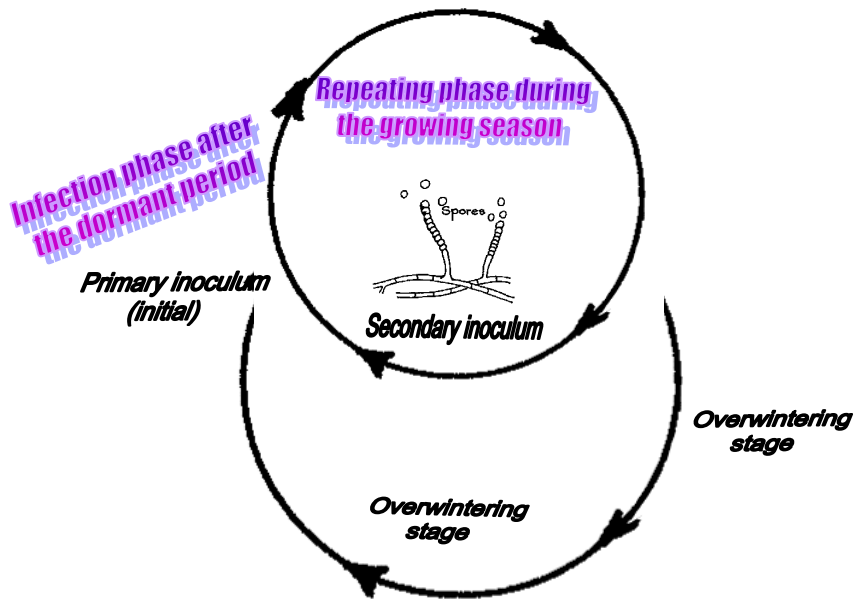 Repeating phase during
the growing season
Infection phase after
the dormant period
Spores
Primary inoculum
(initial)
Secondary inoculum
Overwintering
stage
Overwintering
stage